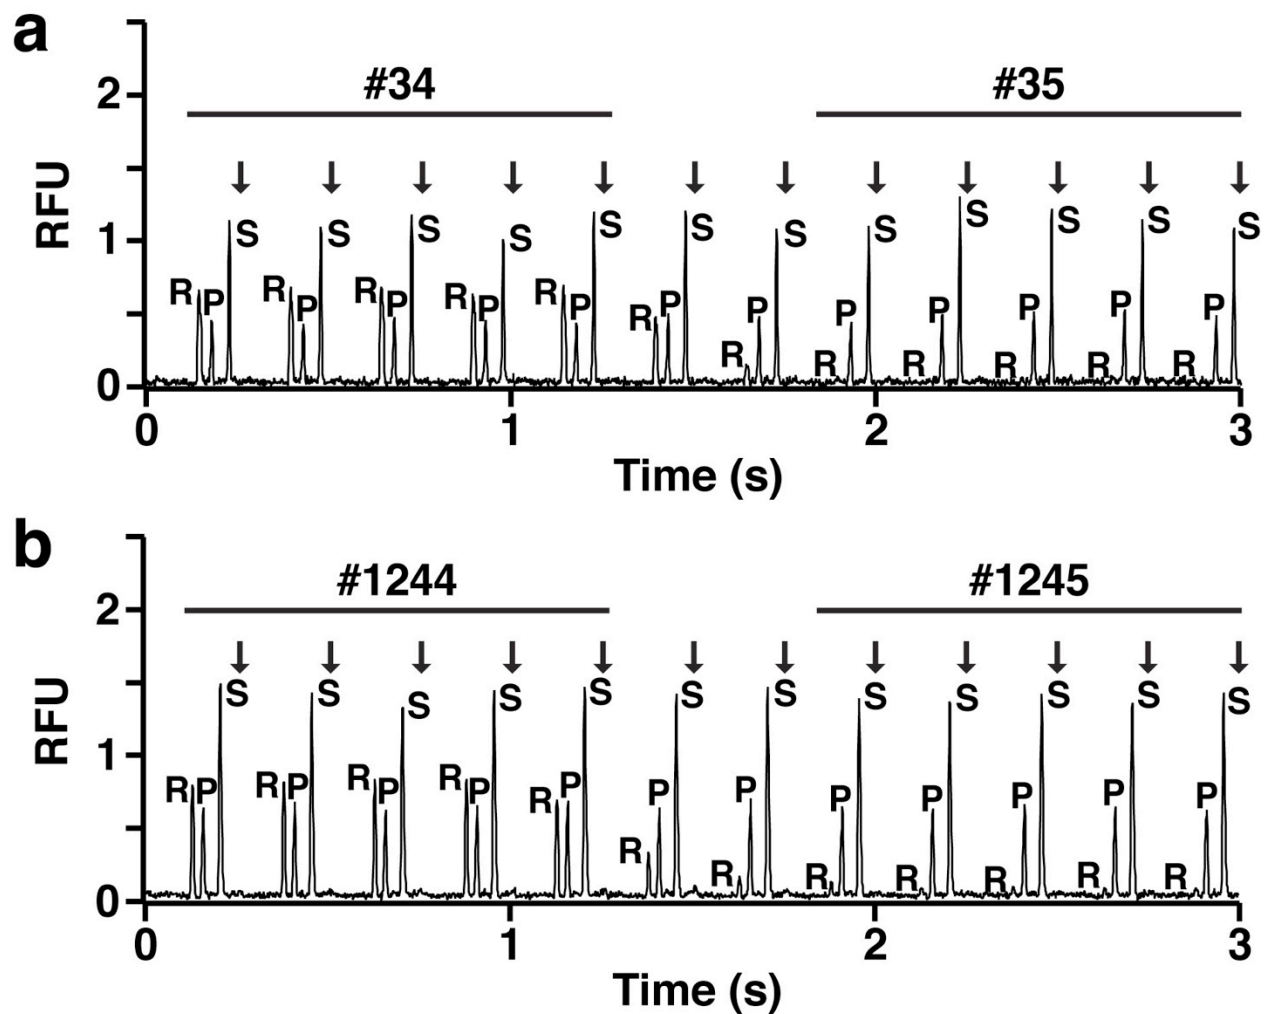 a
#34 #35
2
1
0
RFU
S S S S S S S S S S S S
R P R P R P R P R P R P R P R P R P R P R P R P
0 1 2 3
Time (s)
b
#1244 #1245
2
1
0
RFU
S S S S S S S S S S S S
R P R P R P R P R P R P R P R P R P R P R P R P
0 1 2 3
Time (s)